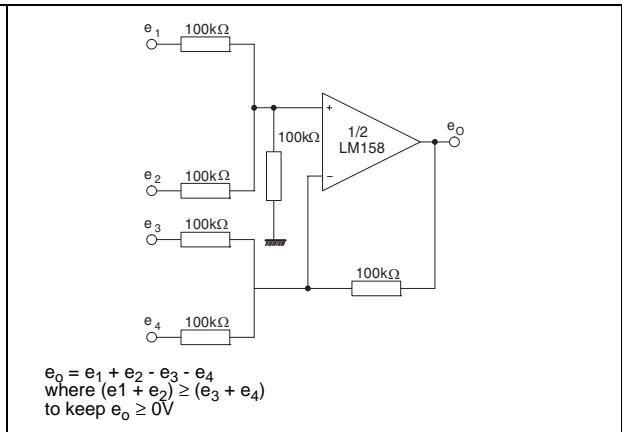 e1 100kΩ
100kΩ
+
1/2
LM158
-
eO
e2 100kΩ
e3 100kΩ
100kΩ
e4 100kΩ
eo = e1 + e2 - e3 - e4
where (e1 + e2) ≥ (e3 + e4)
to keep eo ≥ 0V